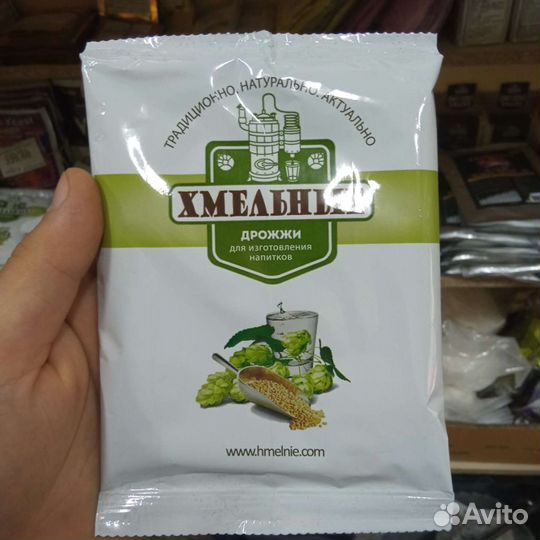 ТРАДИЦИОННО, НАТУРАЛЬНО, АКТУАЛЬНО
ХМЕЛЬНЫЕ
ДРОЖЖИ
для изготовления
напитков
www.hmelnie.com
Avito